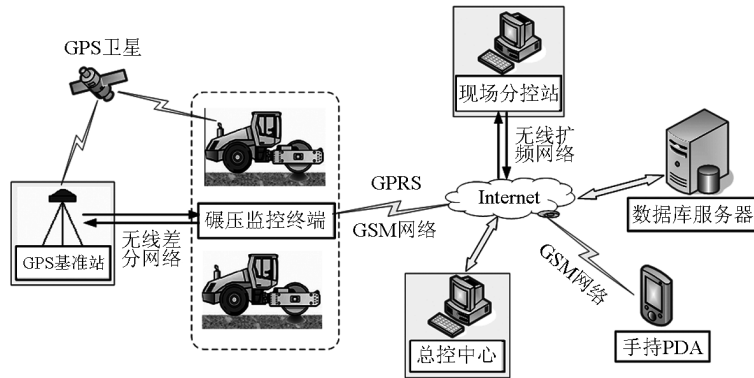 GPS卫星
现场分控站
无线扩
频网络
GPRS
Internet
碾压监控终端
GSM网络
无线差
分网络
GPS基准站
数据库服务器
GSM网络
总控中心
手持PDA